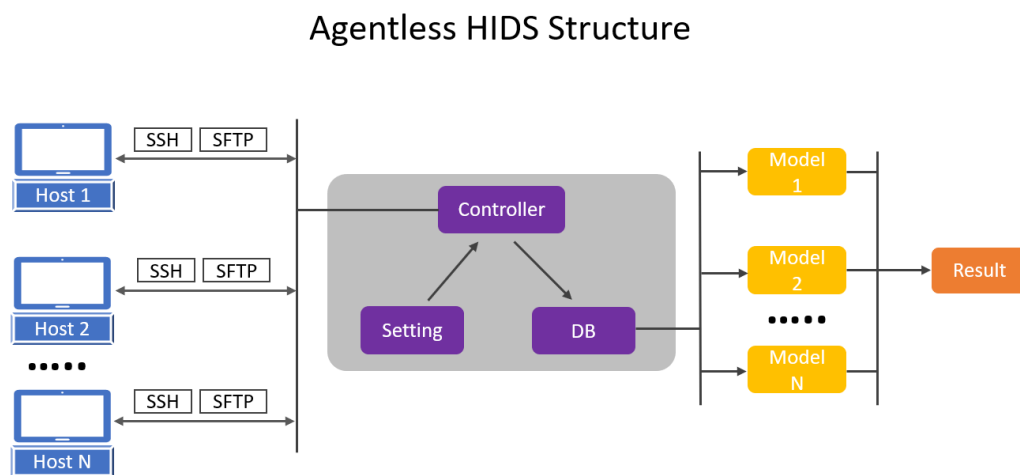 Agentless HIDS Structure
SSH SFTP
Host 1
SSH SFTP
Host 2
SSH SFTP
Host N
Controller
Setting
DB
Model
1
Model
2
Model
N
Result